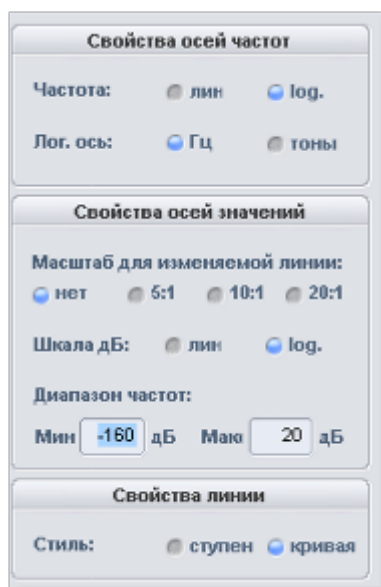 Свойства осей частот
Частота: лин log.
Лог. ось: Гц тоны
Свойства осей значений
Масштаб для изменяемой линии:
нет 5:1 10:1 20:1
Шкала дБ: лин log.
Диапазон частот:
Мин -160 дБ Маю 20 дБ
Свойства линии
Стиль: ступен кривая